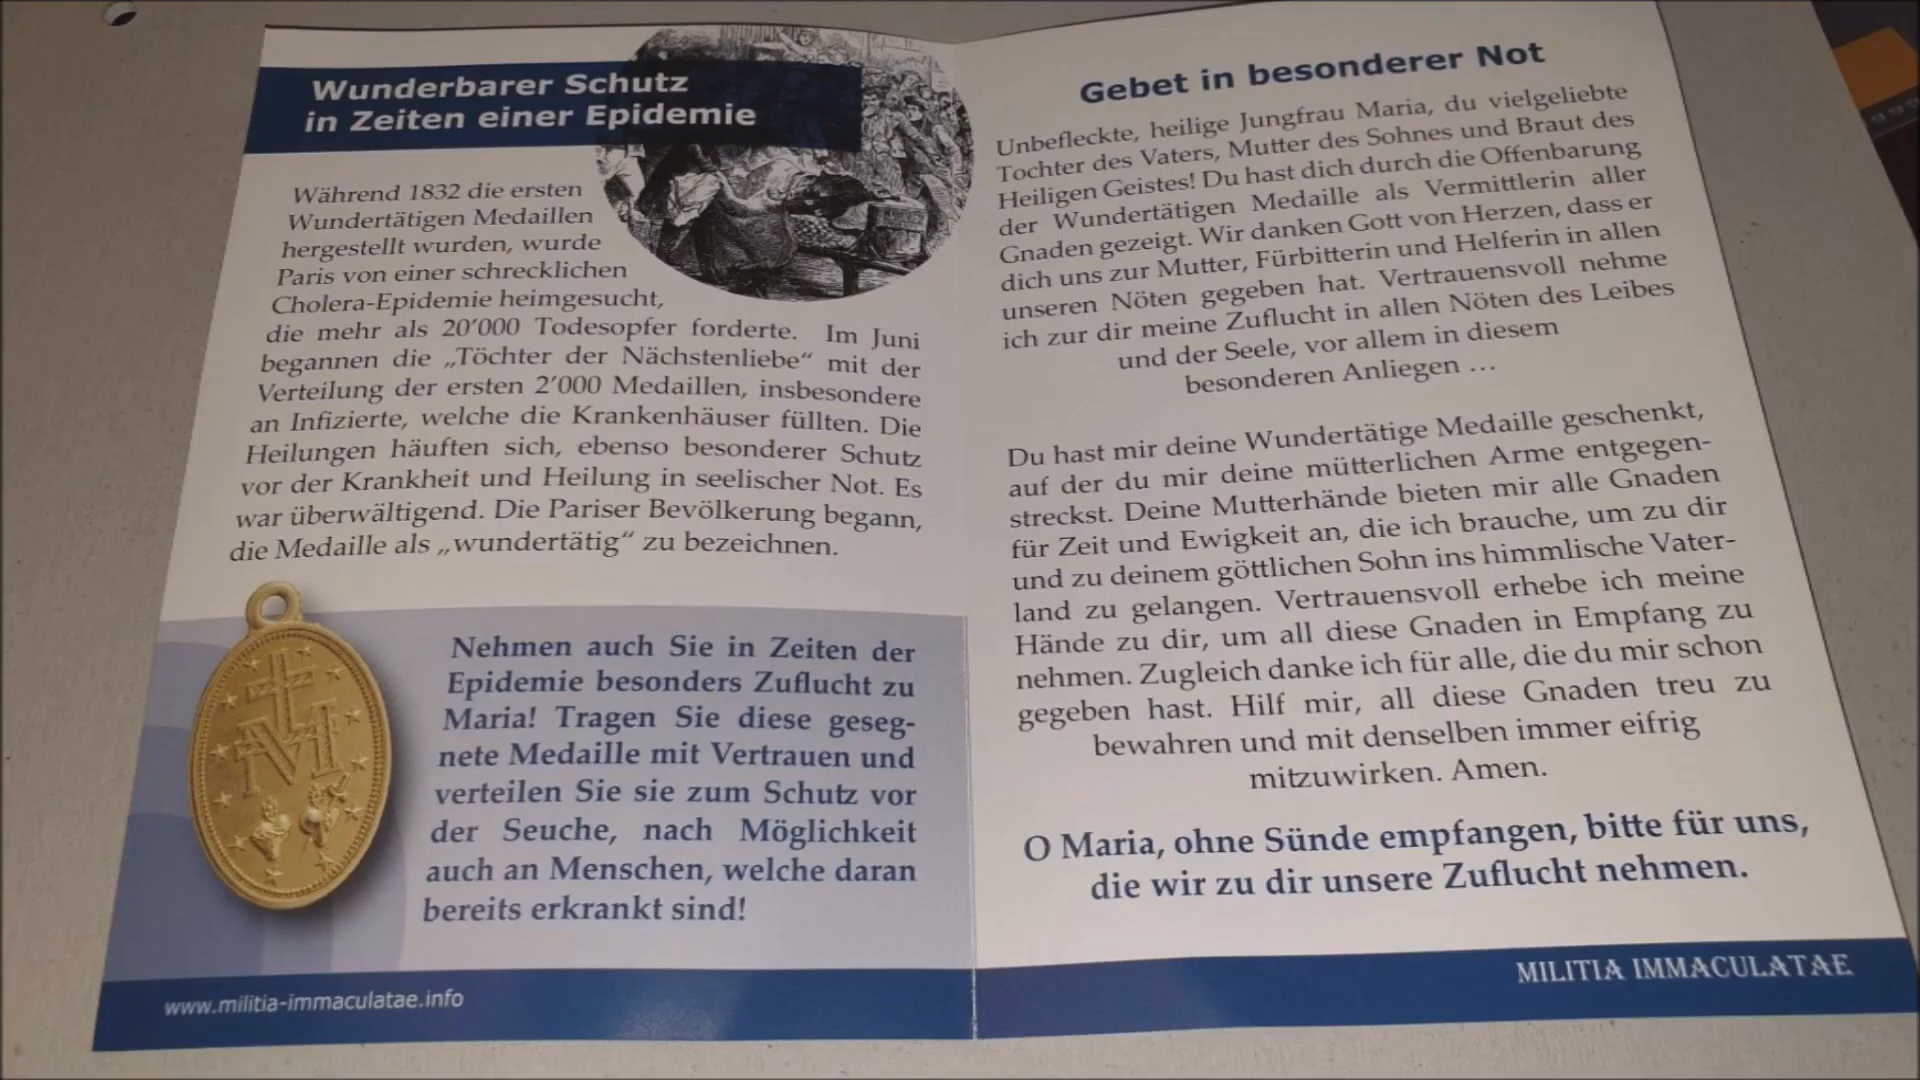 Wunderbarer Schutz
in Zeiten einer Epidemie
Während 1832 die ersten
Wundertätigen Medaillen
hergestellt wurden, wurde
Paris von einer schrecklichen
Cholera-Epidemie heimgesucht,
die mehr als 20’000 Todesopfer forderte. Im Juni
begannen die „Töchter der Nächstenliebe“ mit der
Verteilung der ersten 2’000 Medaillen, insbesondere
an Infizierte, welche die Krankenhäuser füllten. Die
Heilungen häuften sich, ebenso besonderer Schutz
vor der Krankheit und Heilung in seelischer Not. Es
war überwältigend. Die Pariser Bevölkerung begann,
die Medaille als „wundertätig“ zu bezeichnen.
M
Nehmen auch Sie in Zeiten der
Epidemie besonders Zuflucht zu
Maria! Tragen Sie diese geseg-
nete Medaille mit Vertrauen und
verteilen Sie sie zum Schutz vor
der Seuche, nach Möglichkeit
auch an Menschen, welche daran
bereits erkrankt sind!
www.militia-immaculatae.info
Gebet in besonderer Not
Unbefleckte, heilige Jungfrau Maria, du vielgeliebte
Tochter des Vaters, Mutter des Sohnes und Braut des
Heiligen Geistes! Du hast dich durch die Offenbarung
der Wundertätigen Medaille als Vermittlerin aller
Gnaden gezeigt. Wir danken Gott von Herzen, dass er
dich uns zur Mutter, Fürbitterin und Helferin in allen
unseren Nöten gegeben hat. Vertrauensvoll nehme
ich zur dir meine Zuflucht in allen Nöten des Leibes
und der Seele, vor allem in diesem
besonderen Anliegen …
Du hast mir deine Wundertätige Medaille geschenkt,
auf der du mir deine mütterlichen Arme entgegen-
streckst. Deine Mutterhände bieten mir alle Gnaden
für Zeit und Ewigkeit an, die ich brauche, um zu dir
und zu deinem göttlichen Sohn ins himmlische Vater-
land zu gelangen. Vertrauensvoll erhebe ich meine
Hände zu dir, um all diese Gnaden in Empfang zu
nehmen. Zugleich danke ich für alle, die du mir schon
gegeben hast. Hilf mir, all diese Gnaden treu zu
bewahren und mit denselben immer eifrig
mitzuwirken. Amen.
O Maria, ohne Sünde empfangen, bitte für uns,
die wir zu dir unsere Zuflucht nehmen.
MILITIA IMMACULATAE